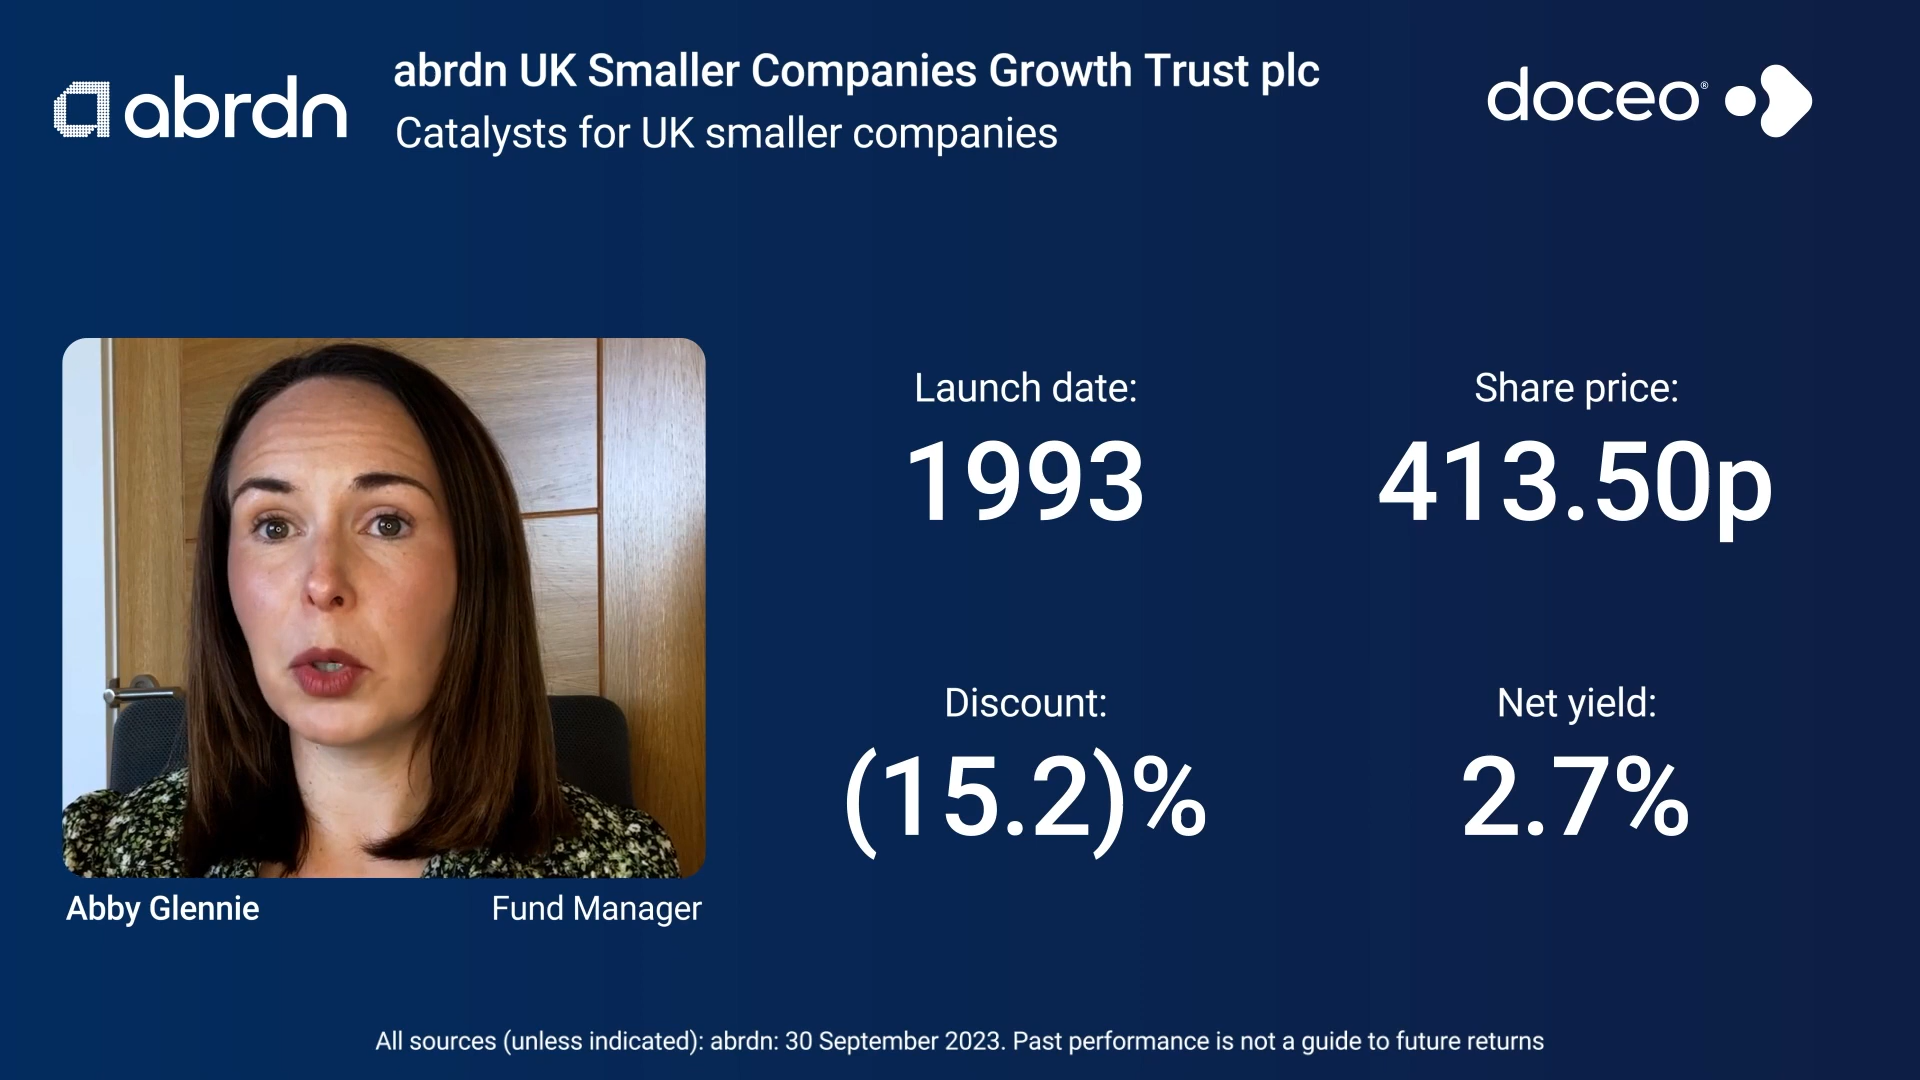 abrdn
abrdn UK Smaller Companies Growth Trust plc
Catalysts for UK smaller companies
doceo®
Launch date:
1993
Share price:
413.50p
Discount:
(15.2)%
Net yield:
2.7%
Abby Glennie
Fund Manager
All sources (unless indicated): abrdn: 30 September 2023. Past performance is not a guide to future returns